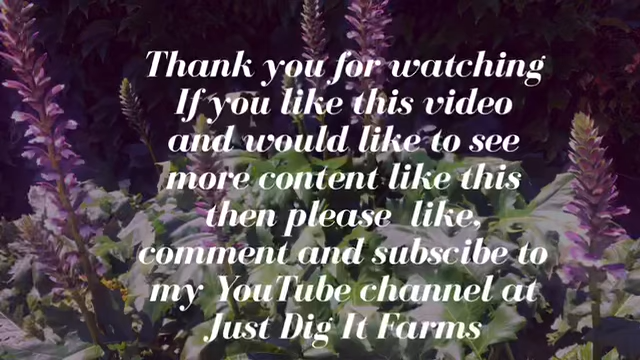 Thank you for watching
If you like this video
and would like to see
more content like this
then please like,
comment and subscibe to
my YouTube channel at
Just Dig It Farms